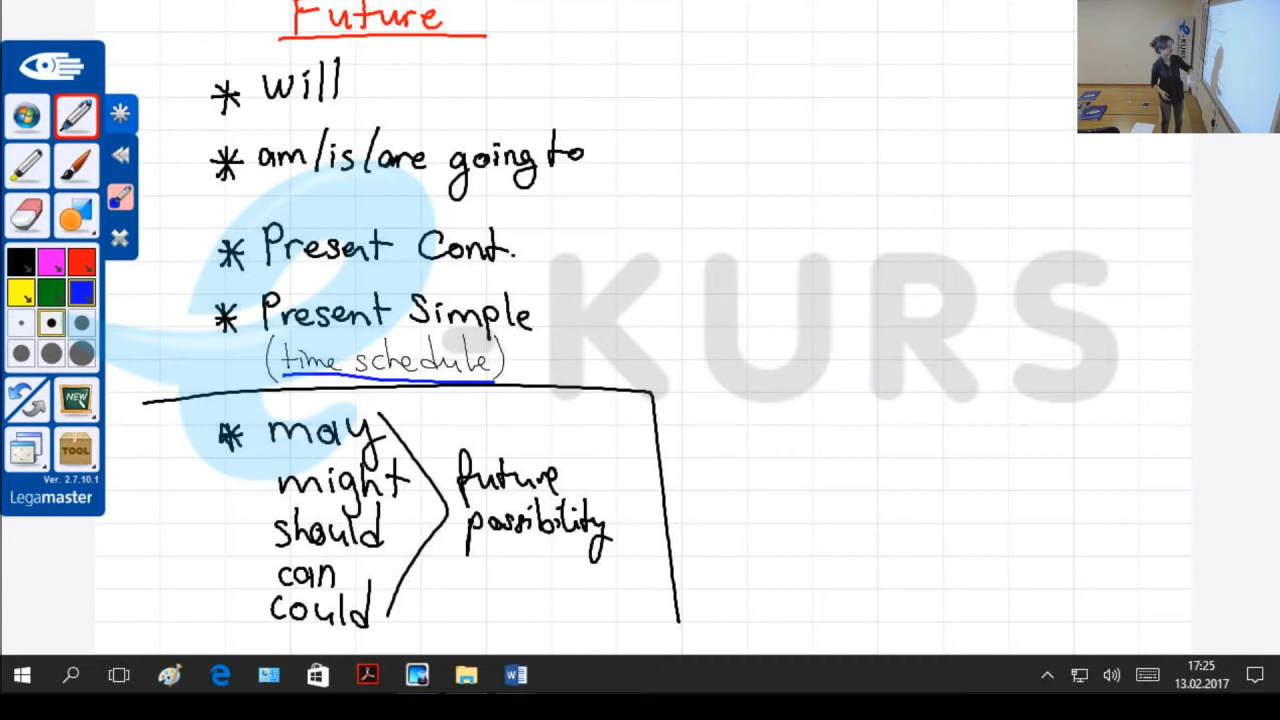 Future
* will
* am/is/are going to
* Present Cont.
* Present Simple
(time schedule)
* may
might
should
can
could
future
possibility
e-KURS
NEW
TOOL
Ver. 2.7.10.1
Legamaster
17:25
13.02.2017